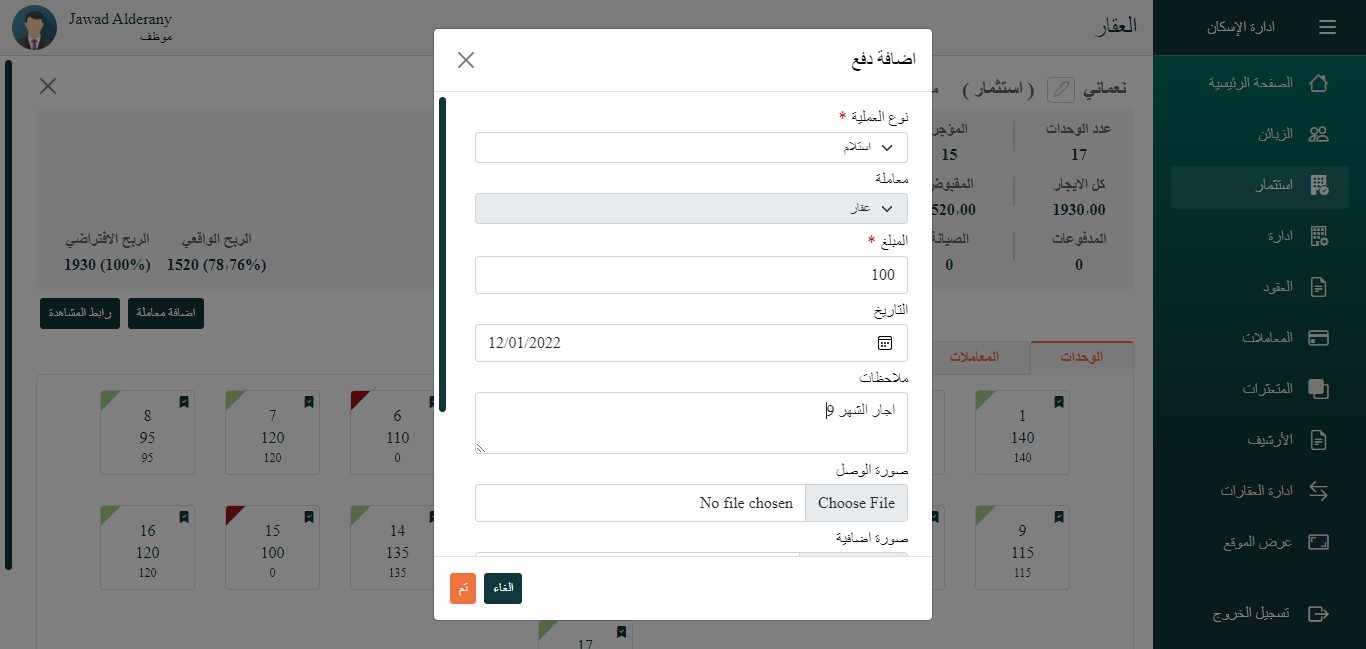 ادارة الإسكان
الصفحة الرئيسية
الزبائن
استثمار
ادارة
العقود
المعاملات
المتعثرات
الأرشيف
ادارة العقارات
عرض الموقع
تسجيل الخروج
العقار
Jawad Alderany
موظف
نعماني
( استثمار )
عدد الوحدات
17
المؤجر
15
كل الايجار
1930.00
المقبوض
520.00
المدفوعات
0
الصيانة
0
الربح الواقعي
1520 (78.76%)
الربح الافتراضي
1930 (100%)
اضافة معاملة
رابط المشاهدة
الوحدات
المعاملات
1
140
140
6
110
0
7
120
120
8
95
95
9
115
115
14
135
135
15
100
0
16
120
120
17
اضافة دفع
نوع العملية *
استلام
معاملة
عقار
المبلغ *
100
التاريخ
12/01/2022
ملاحظات
اجار الشهر 9
صورة الوصل
Choose File No file chosen
صورة اضافية
الغاء
تم